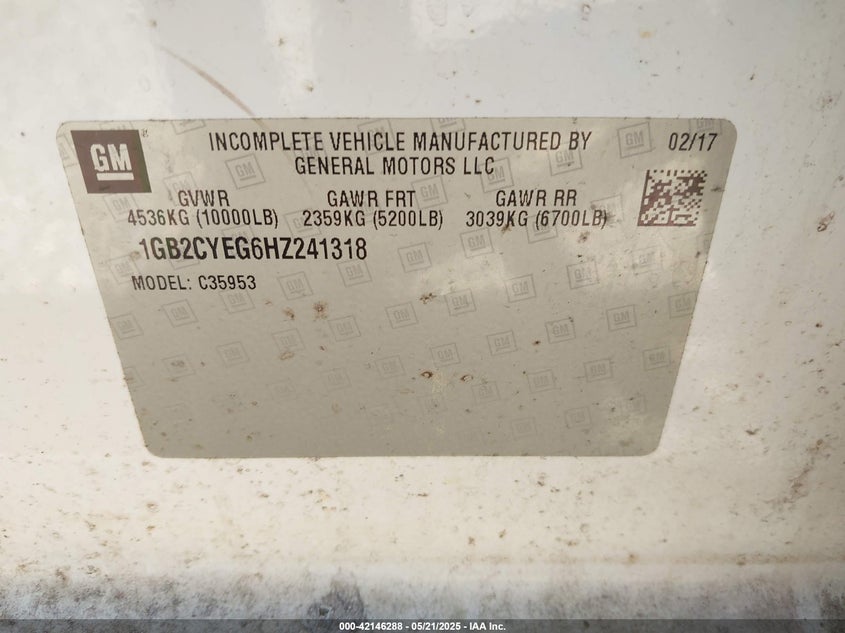 GM
INCOMPLETE VEHICLE MANUFACTURED BY
GENERAL MOTORS LLC
02/17
GVWR GAWR FRT GAWR RR
4536KG (10000LB) 2359KG (5200LB) 3039KG (6700LB)
1GB2CYEG6HZ241318
MODEL: C35953
000-42146288 - 05/21/2025 - IAA Inc.